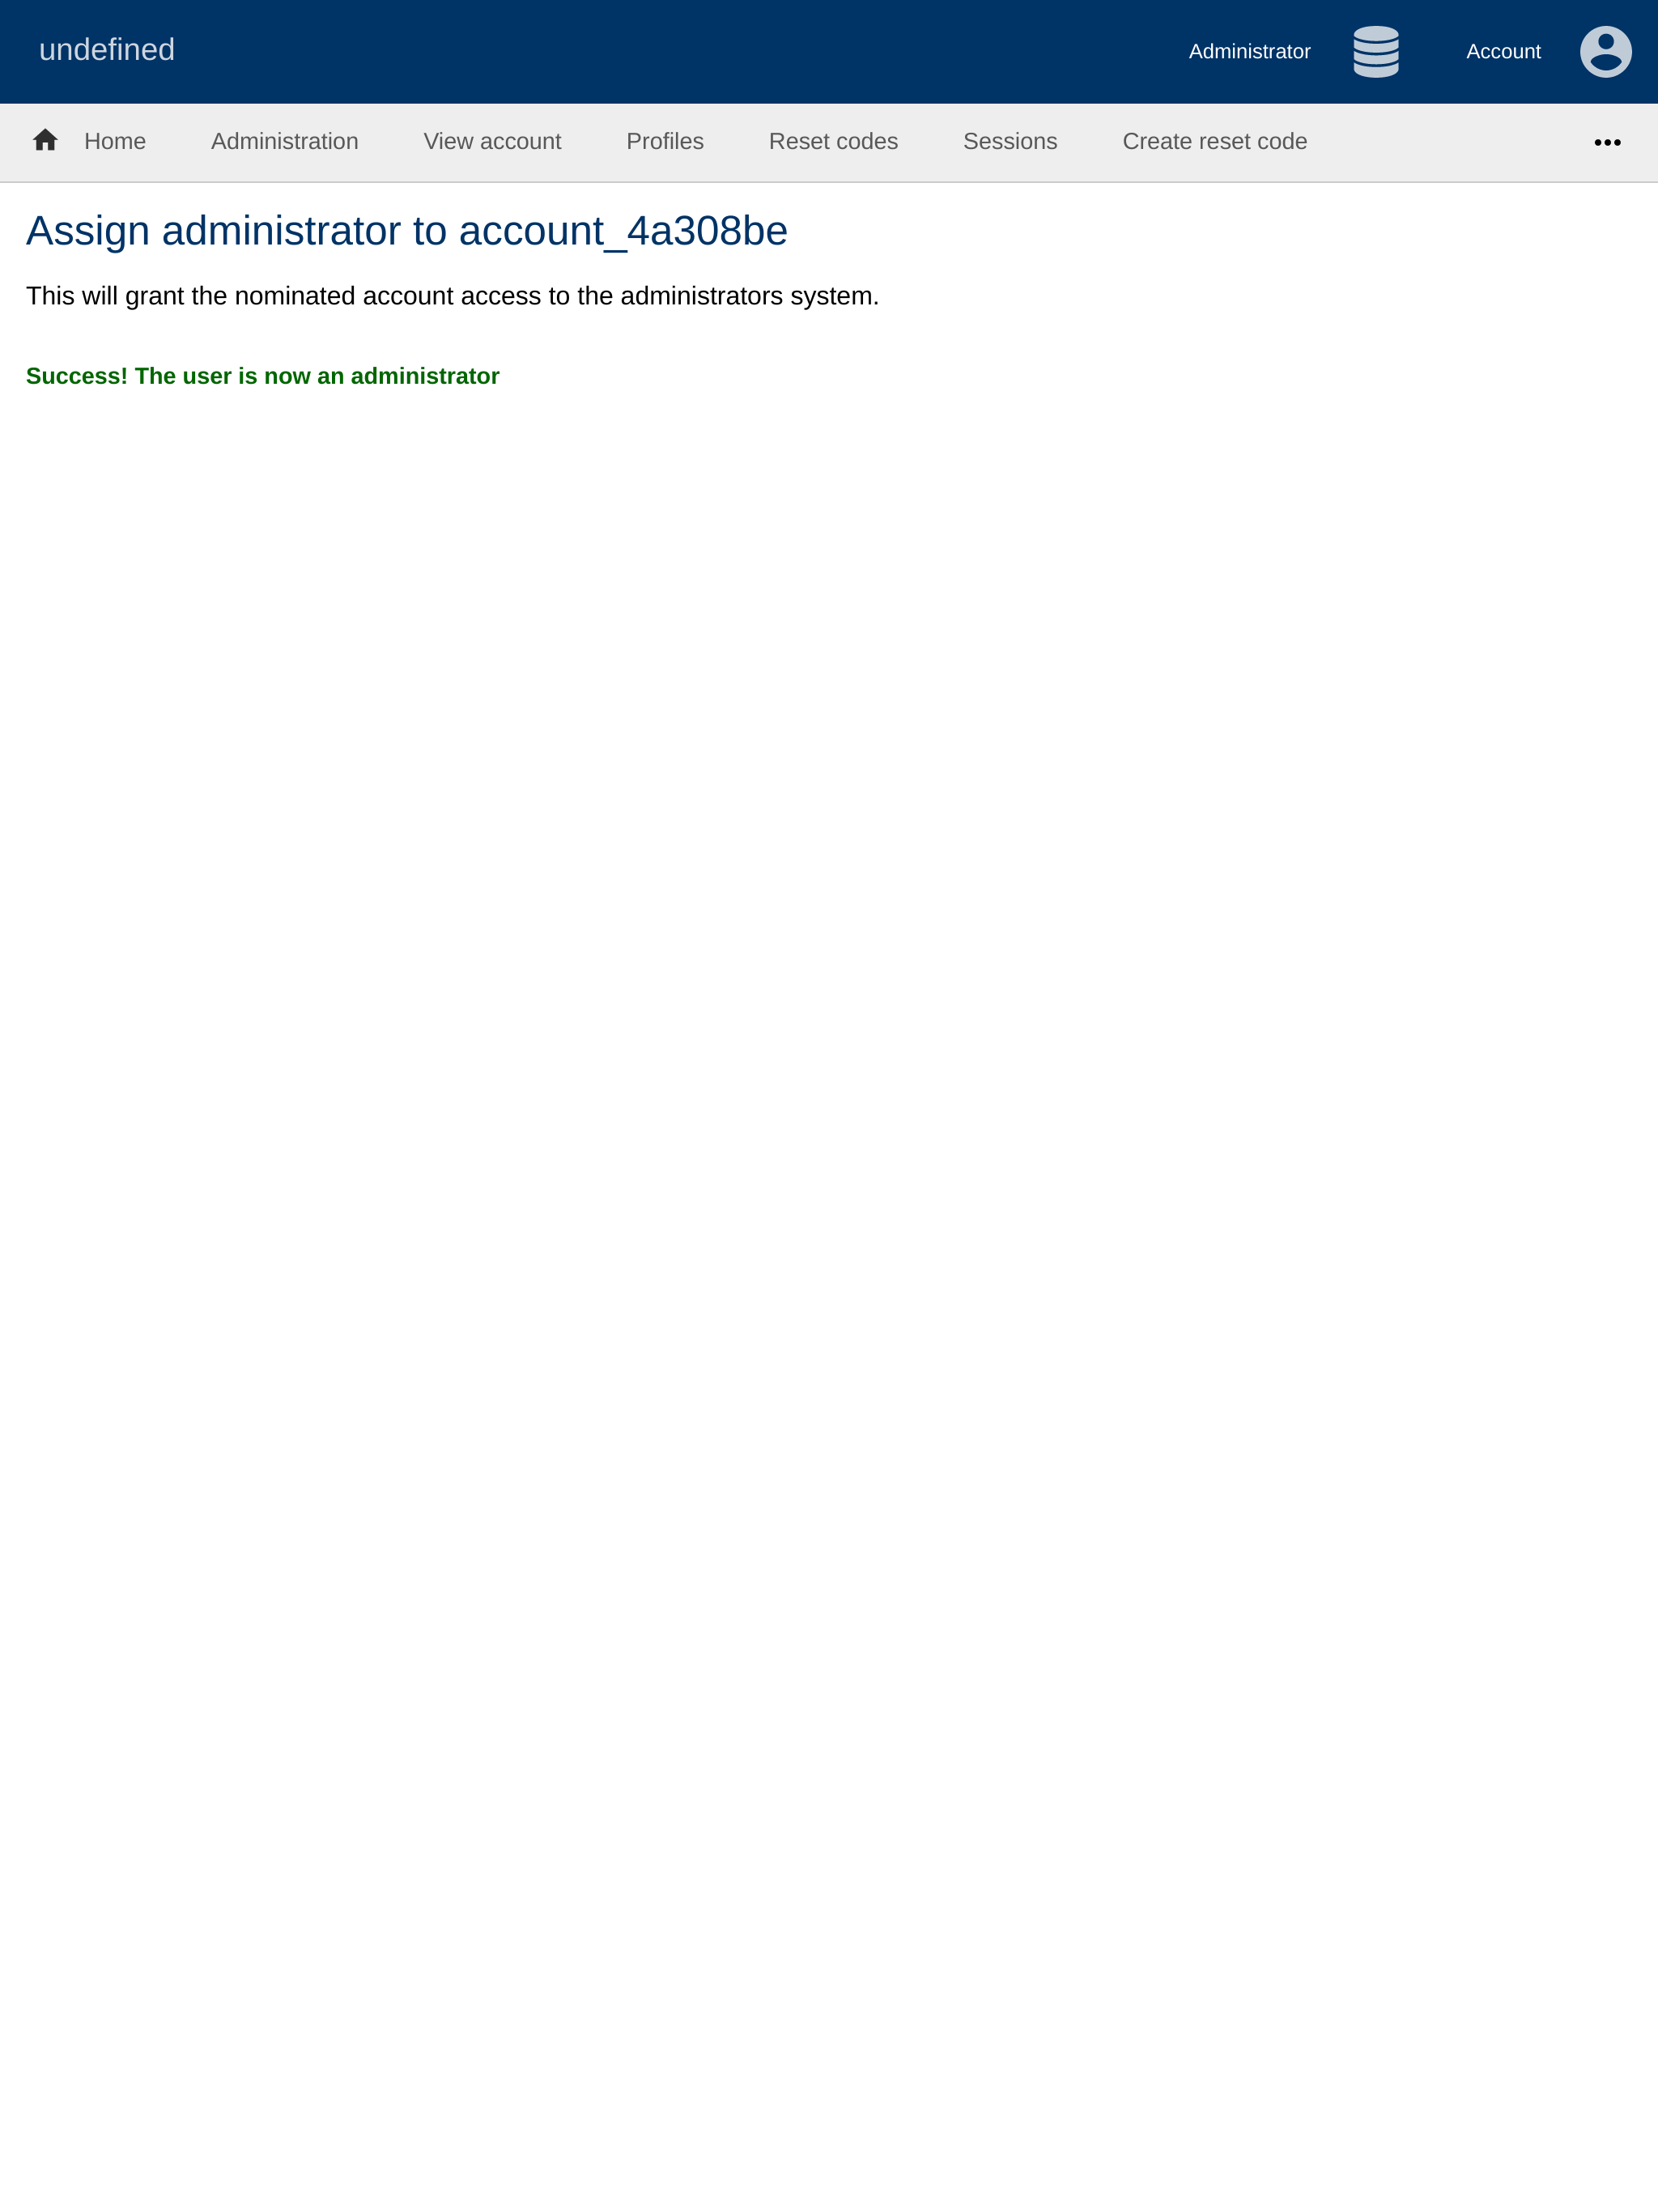 undefined
Administrator
Account
Home
Administration
View account
Profiles
Reset codes
Sessions
Create reset code
Assign administrator to account_4a308be
This will grant the nominated account access to the administrators system.
Success! The user is now an administrator